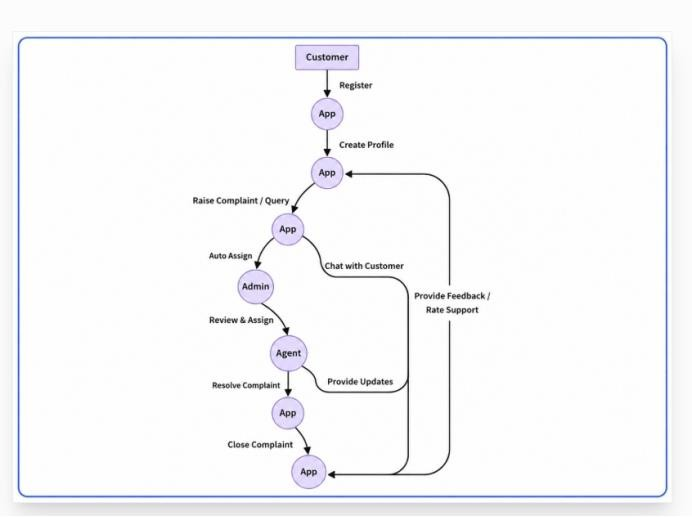 Customer
Register
App
Create Profile
App
Raise Complaint / Query
App
Auto Assign
Chat with Customer
Admin
Provide Feedback /
Rate Support
Review & Assign
Agent
Resolve Complaint
Provide Updates
App
Close Complaint
App